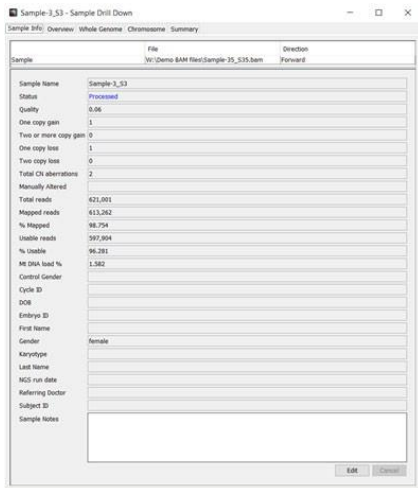 Sample-3_S3 - Sample Drill Down
Sample Info Overview Whole Genome Chromosome Summary
File Direction
Sample W:\Demo BAM files\Sample-35_S35.bam Forward
Sample Name Sample-3_S3
Status Processed
Quality 0.06
One copy gain 1
Two or more copy gain 0
One copy loss 1
Two copy loss 0
Total CN aberrations 2
Manually Altered
Total reads 621,001
Mapped reads 613,262
% Mapped 98.754
Usable reads 597,904
% Usable 96.281
Mt DNA load % 1.582
Control Gender
Cycle ID
DOB
Embryo ID
First Name
Gender female
Karyotype
Last Name
NGS run date
Referring Doctor
Subject ID
Sample Notes
Edit Cancel